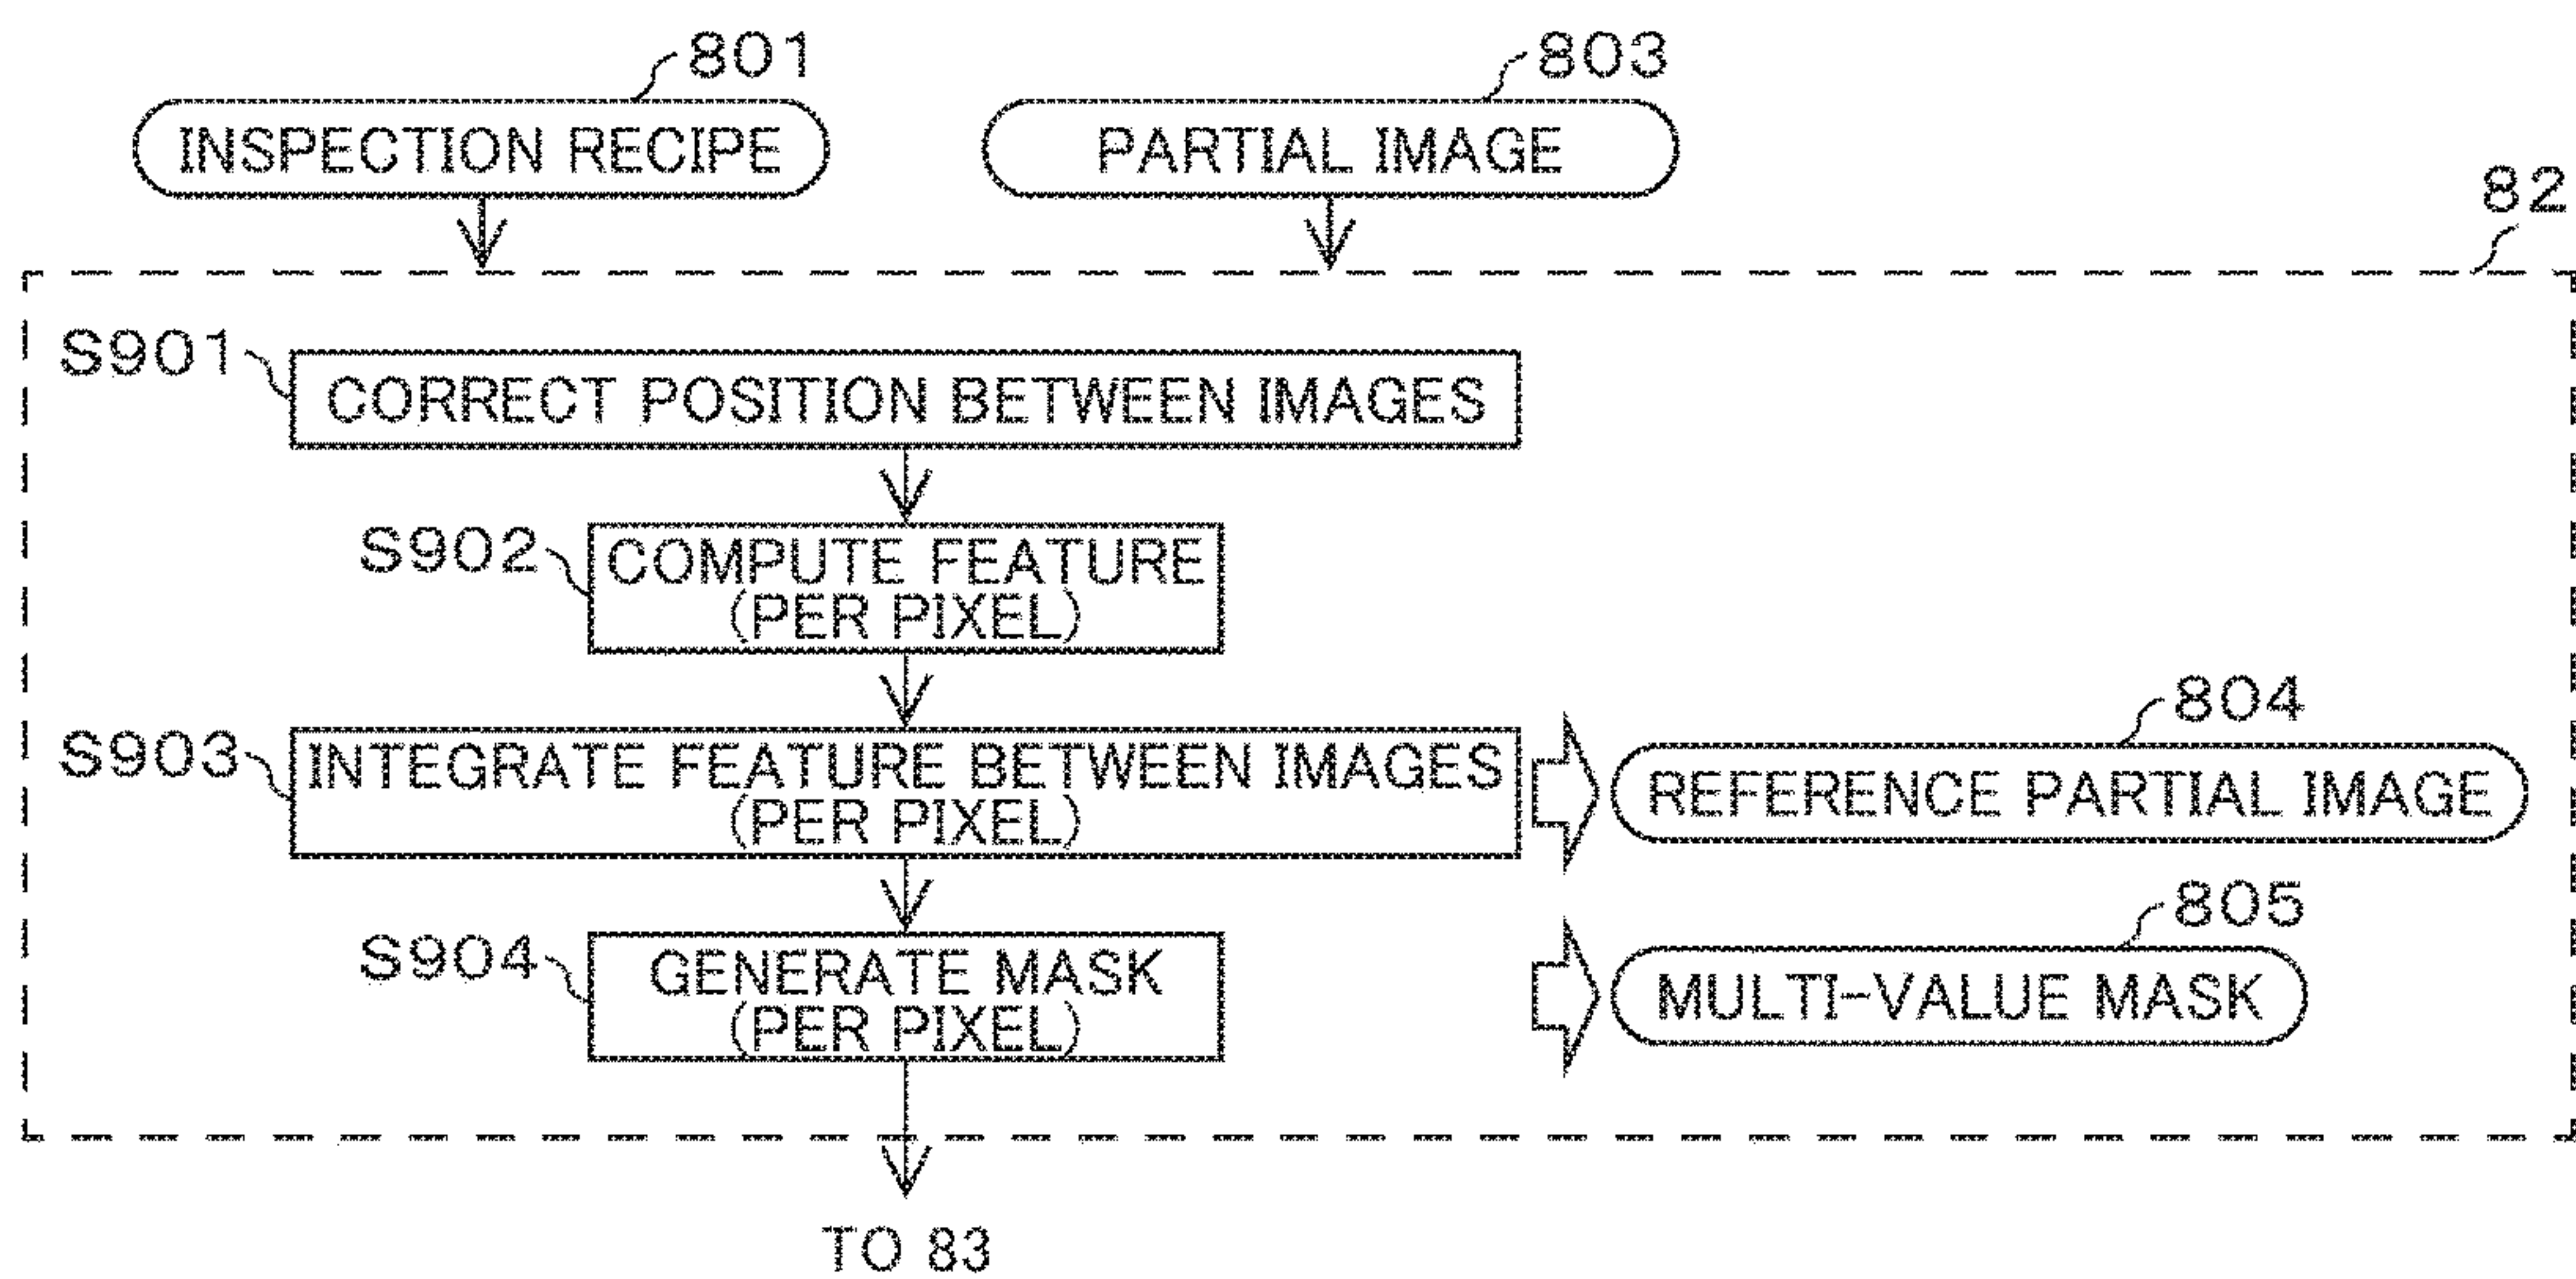 801
INSPECTION RECIPE
803
PARTIAL IMAGE
82
S901
CORRECT POSITION BETWEEN IMAGES
S902
COMPUTE FEATURE
(PER PIXEL)
S903
INTEGRATE FEATURE BETWEEN IMAGES
(PER PIXEL)
804
REFERENCE PARTIAL IMAGE
S904
GENERATE MASK
(PER PIXEL)
805
MULTI-VALUE MASK
TO 83